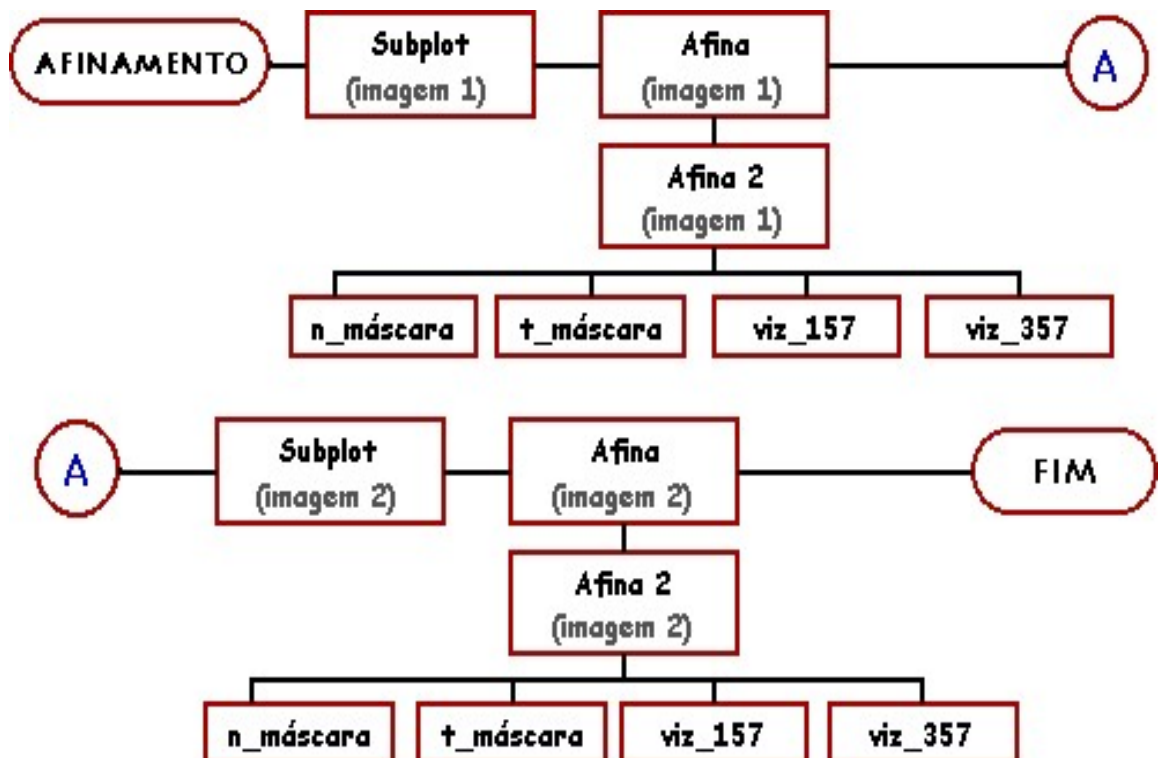 AFINAMENTO
Subplot
(imagem 1)
Afina
(imagem 1)
A
Afina 2
(imagem 1)
n_máscara
t_máscara
viz_157
viz_357
A
Subplot
(imagem 2)
Afina
(imagem 2)
FIM
Afina 2
(imagem 2)
n_máscara
t_máscara
viz_157
viz_357